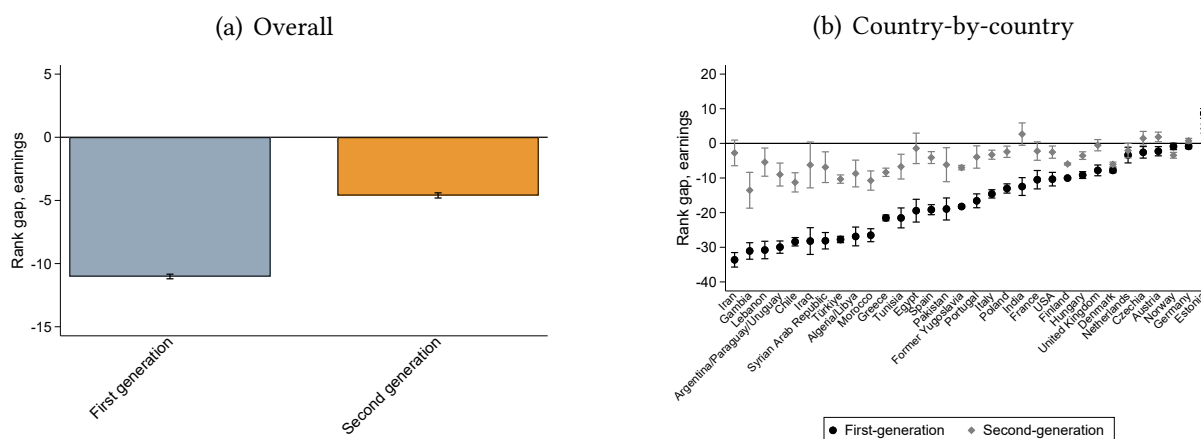 (a) Overall
5
0
-5
-10
-15
Rank gap, earnings
First generation
Second generation
(b) Country-by-country
20
10
0
-10
-20
-30
-40
Rank gap, earnings
Iran
Gambia
Lebanon
Argentina/Paraguay/Uruguay
Chile
Iraq
Syrian Arab Republic
Türkiye
Algeria/Libya
Morocco
Greece
Tunisia
Egypt
Spain
Pakistan
Former Yugoslavia
Portugal
Italy
Poland
India
France
USA
Finland
Hungary
United Kingdom
Denmark
Netherlands
Czechia
Austria
Norway
Germany
Estoni
First-generation
Second-generation